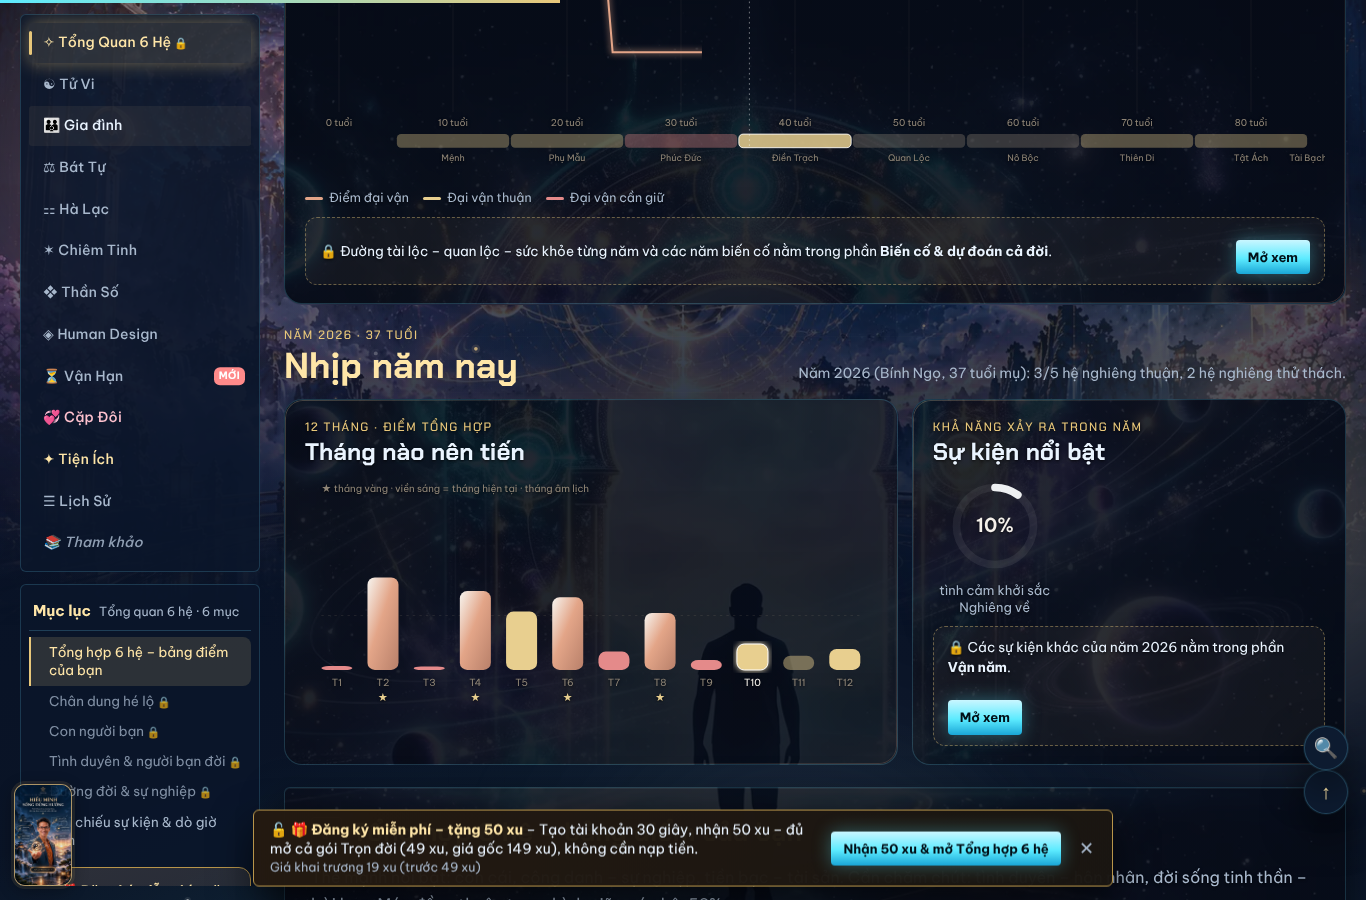 ✧ Tổng Quan 6 Hệ 🔒
☯ Tử Vi
👪 Gia đình
⚖ Bát Tự
⚏ Hà Lạc
✶ Chiêm Tinh
❖ Thần Số
◈ Human Design
⏳ Vận Hạn MỚI
💞 Cặp Đôi
✦ Tiện Ích
☰ Lịch Sử
📚 Tham khảo
Mục lục Tổng quan 6 hệ · 6 mục
Tổng hợp 6 hệ – bảng điểm
của bạn
Chân dung hé lộ 🔒
Con người bạn 🔒
Tình duyên & người bạn đời 🔒
đời & sự nghiệp 🔒
chiếu sự kiện & dò giờ
HIẾU MINH
0 tuổi 10 tuổi 20 tuổi 30 tuổi 40 tuổi 50 tuổi 60 tuổi 70 tuổi 80 tuổi
Mệnh Phụ Mẫu Phúc Đức Điền Trạch Quan Lộc Nô Bộc Thiên Di Tật Ách Tài Bạch
Điểm đại vận Đại vận thuận Đại vận cần giữ
🔒 Đường tài lộc – quan lộc – sức khỏe từng năm và các năm biến cố nằm trong phần Biến cố & dự đoán cả đời.
Mở xem
NĂM 2026 · 37 TUỔI
Nhịp năm nay
Năm 2026 (Bính Ngọ, 37 tuổi mụ): 3/5 hệ nghiêng thuận, 2 hệ nghiêng thử thách.
12 THÁNG · ĐIỂM TỔNG HỢP
Tháng nào nên tiến
★ tháng vàng · viền sáng = tháng hiện tại · tháng âm lịch
T1 T2 T3 T4 T5 T6 T7 T8 T9 T10 T11 T12
★ ★ ★ ★
KHẢ NĂNG XẢY RA TRONG NĂM
Sự kiện nổi bật
10%
tình cảm khởi sắc
Nghiêng về
🔒 Các sự kiện khác của năm 2026 nằm trong phần
Vận năm.
Mở xem
🔍
↑
🔓 🎁 Đăng ký miễn phí – tặng 50 xu – Tạo tài khoản 30 giây, nhận 50 xu – đủ
mở cả gói Trọn đời (49 xu, giá gốc 149 xu), không cần nạp tiền.
Giá khai trương 19 xu (trước 49 xu)
Nhận 50 xu & mở Tổng hợp 6 hệ
✕
nhân, đời sống tinh thần –